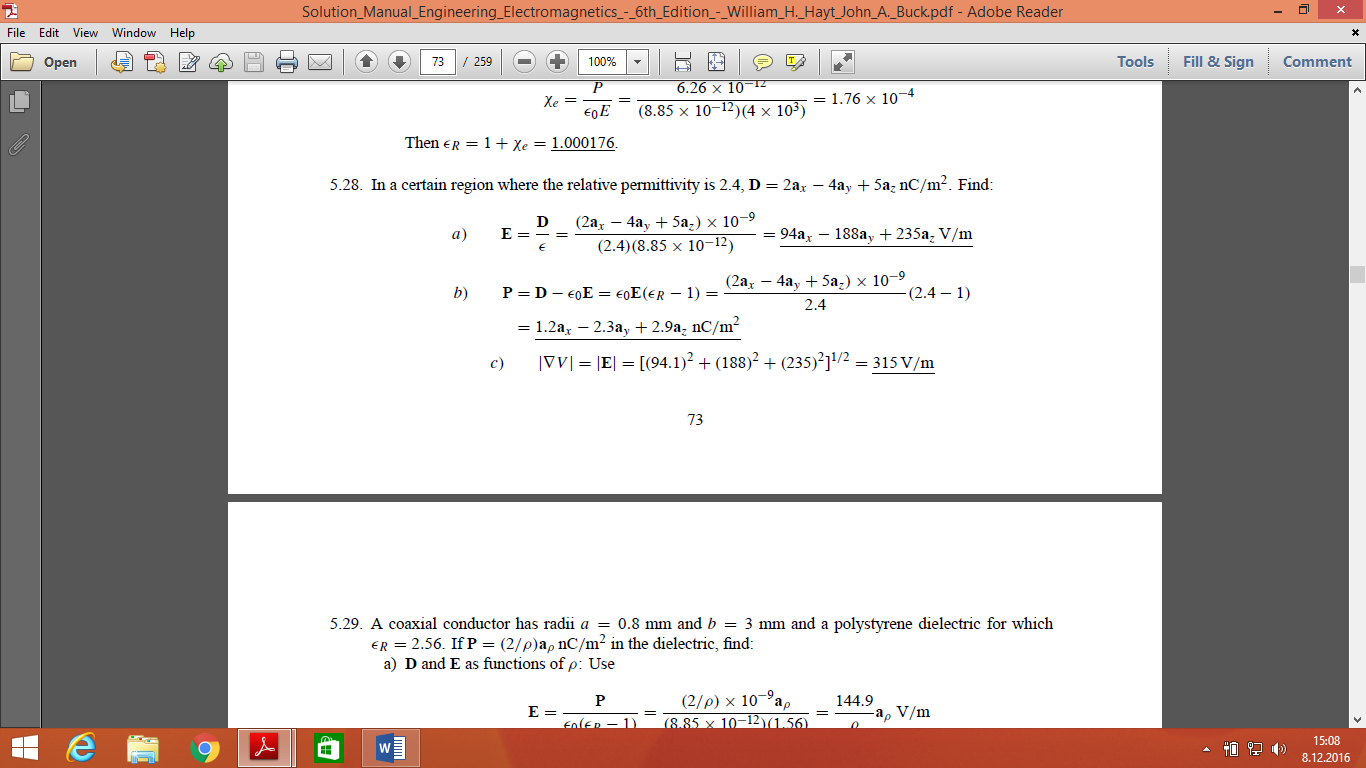 Solution_Manual_Engineering_Electromagnetics_-_6th_Edition_-_William_H._Hayt_John_A._Buck.pdf - Adobe Reader
File Edit View Window Help
Open 73 / 259 100% Tools Fill & Sign Comment
χe = P / ϵ0E = 6.26 × 10−12 / (8.85 × 10−12)(4 × 103) = 1.76 × 10−4
Then ϵR = 1 + χe = 1.000176.
5.28. In a certain region where the relative permittivity is 2.4, D = 2ax − 4ay + 5az nC/m2. Find:
a) E = D / ϵ = (2ax − 4ay + 5az) × 10−9 / (2.4)(8.85 × 10−12) = 94ax − 188ay + 235az V/m
b) P = D − ϵ0E = ϵ0E(ϵR − 1) = (2ax − 4ay + 5az) × 10−9 / 2.4 (2.4 − 1)
= 1.2ax − 2.3ay + 2.9az nC/m2
c) |∇V| = |E| = [(94.1)2 + (188)2 + (235)2]1/2 = 315 V/m
73
5.29. A coaxial conductor has radii a = 0.8 mm and b = 3 mm and a polystyrene dielectric for which
ϵR = 2.56. If P = (2/ρ)aρ nC/m2 in the dielectric, find:
a) D and E as functions of ρ: Use
E = P / ϵ0(ϵR − 1) = (2/ρ) × 10−9aρ / (8.85 × 10−12)(1.56) = 144.9 / ρ aρ V/m
15:08
8.12.2016